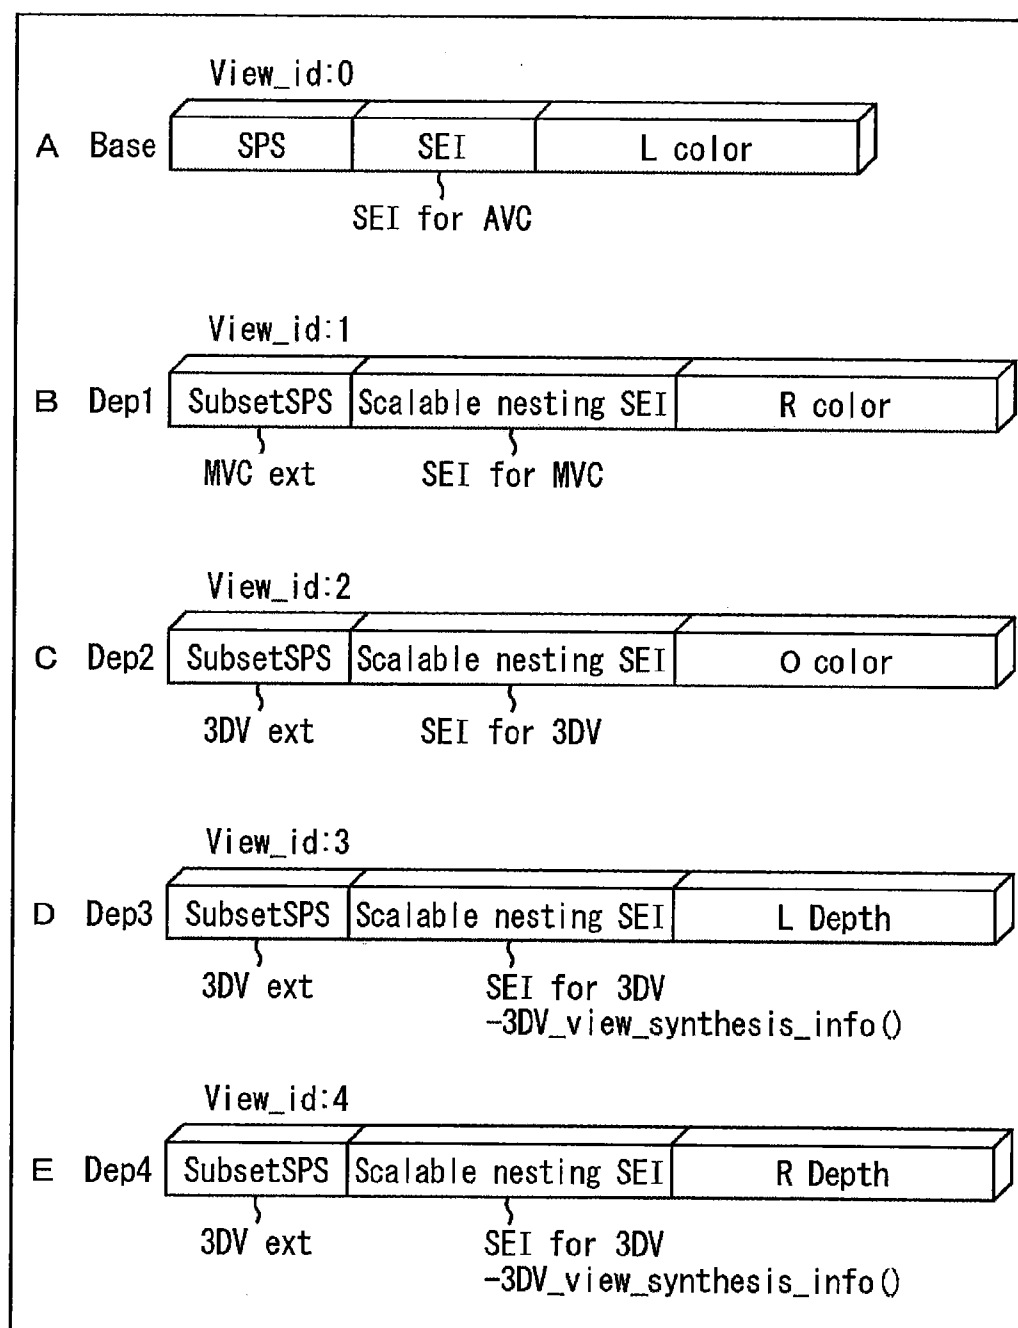 View_id:0
A Base SPS SEI L color
SEI for AVC
View_id:1
B Dep1 SubsetSPS Scalable nesting SEI R color
MVC ext SEI for MVC
View_id:2
C Dep2 SubsetSPS Scalable nesting SEI O color
3DV ext SEI for 3DV
View_id:3
D Dep3 SubsetSPS Scalable nesting SEI L Depth
3DV ext SEI for 3DV
-3DV_view_synthesis_info()
View_id:4
E Dep4 SubsetSPS Scalable nesting SEI R Depth
3DV ext SEI for 3DV
-3DV_view_synthesis_info()